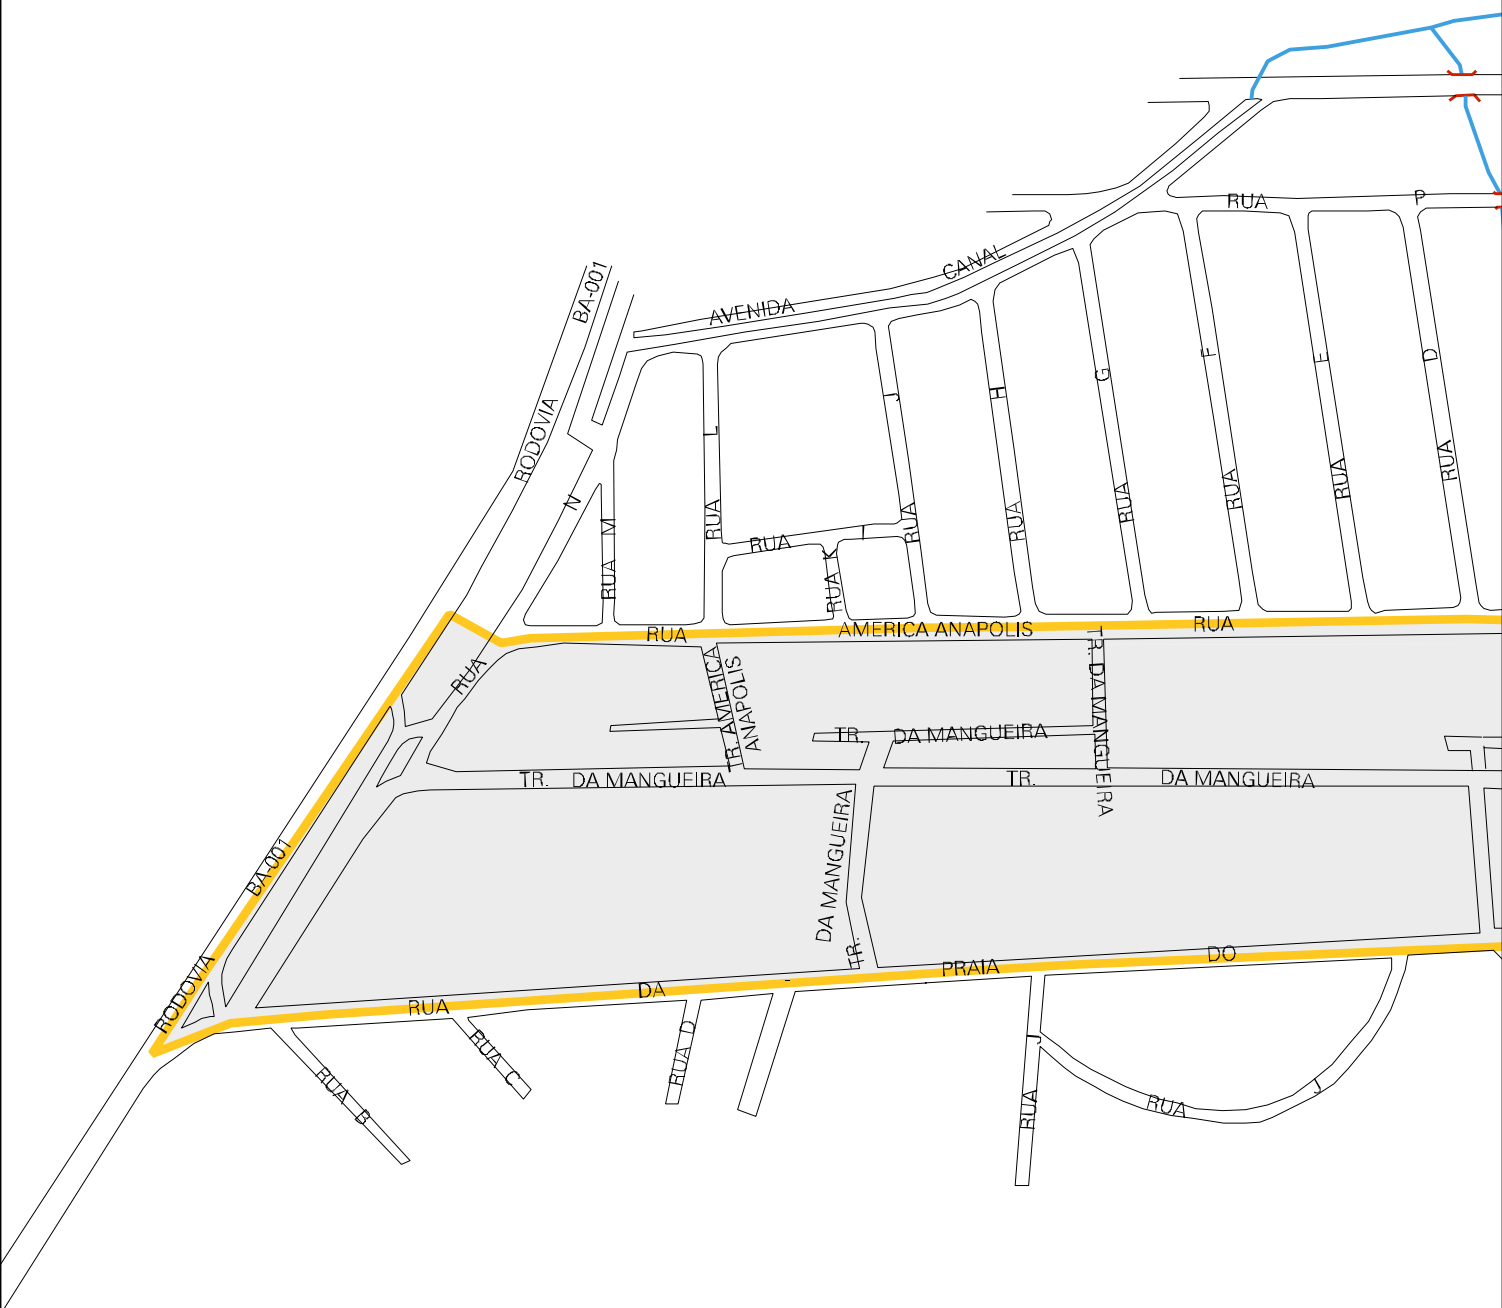 RUA P
BA-001
RODOVIA
AVENIDA CANAL
N
RUA M
RUA L
RUA I
RUA K
RUA J
RUA H
RUA G
RUA F
RUA E
RUA D
RUA AMERICA ANAPOLIS RUA
RUA
TR. AMERICA
ANAPOLIS
TR. DA MANGUEIRA
TR. DA MANGUEIRA
TR. DA MANGUEIRA
TR. DA MANGUEIRA
TR. DA MANGUEIRA
BA-001
RODOVIA
RUA DA PRAIA DO
RUA B
RUA C
RUA D
RUA J
RUA J